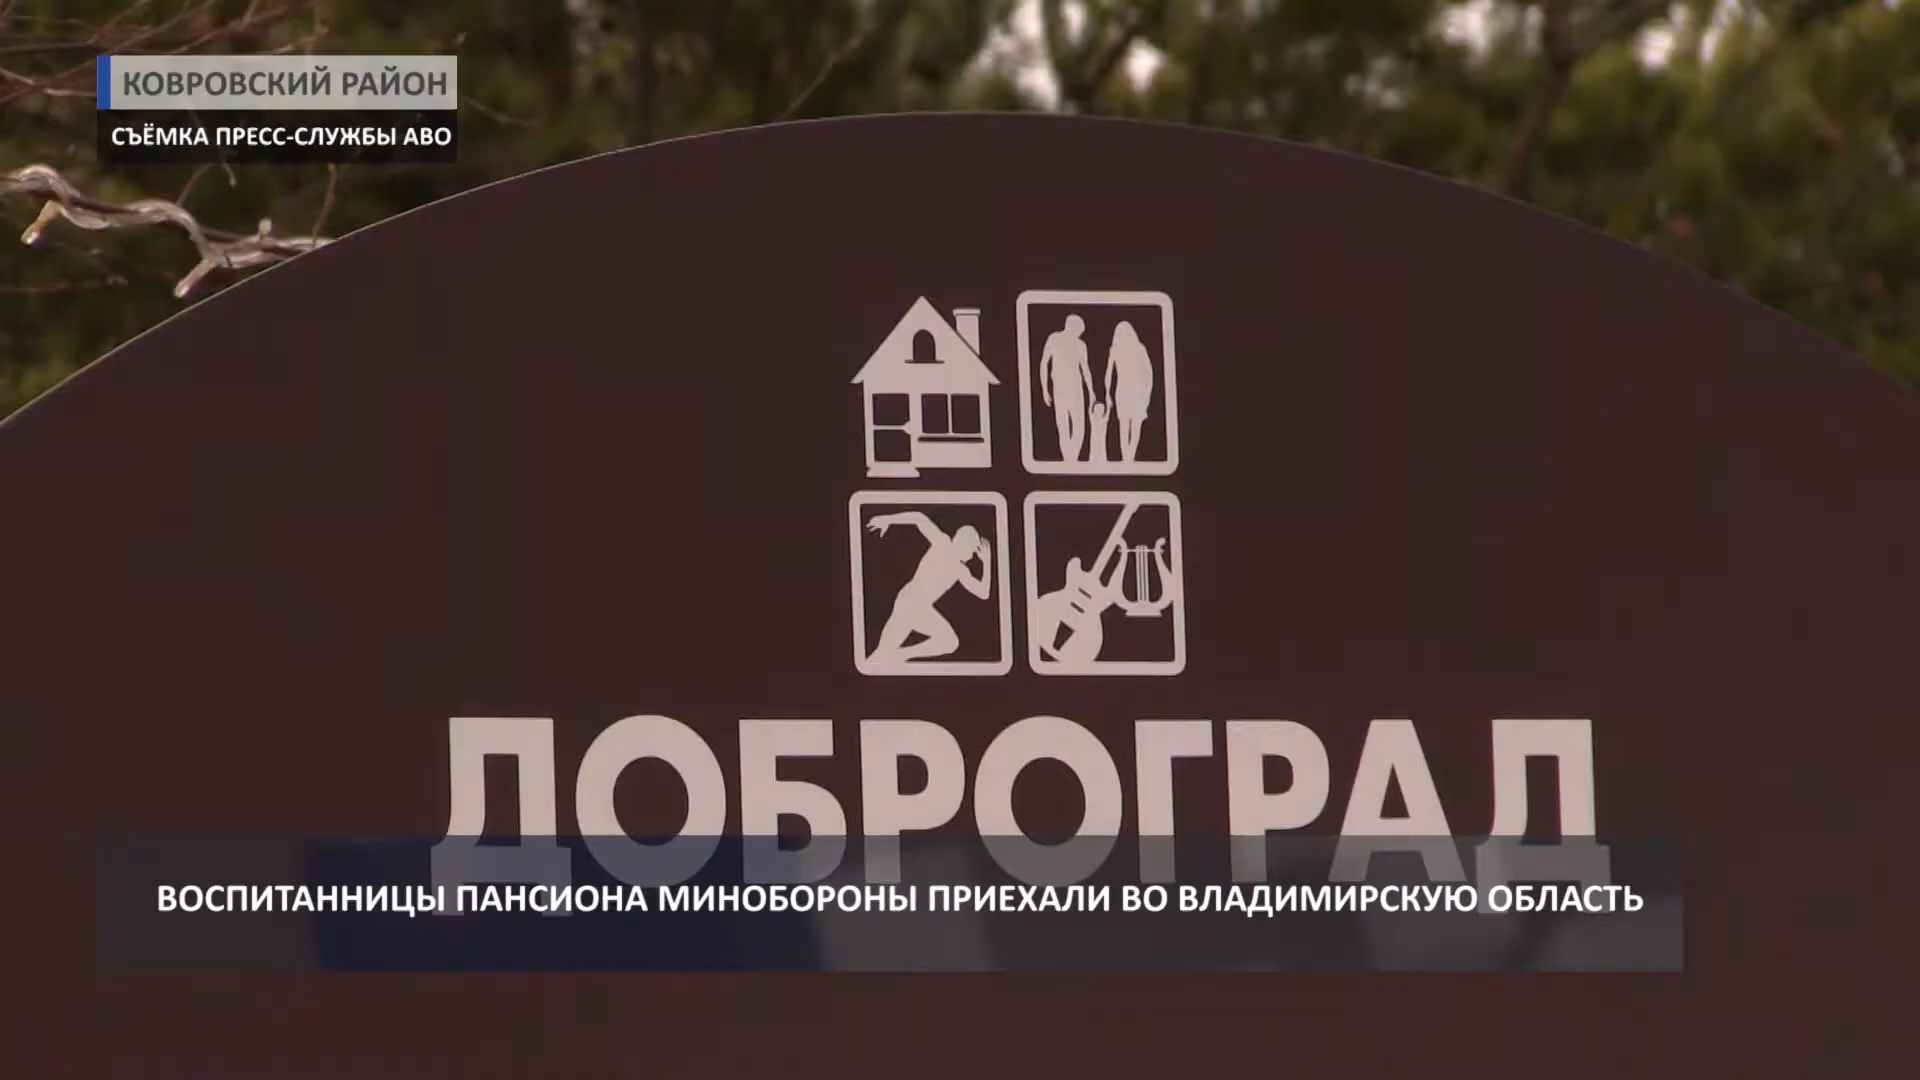 КОВРОВСКИЙ РАЙОН
СЪЁМКА ПРЕСС-СЛУЖБЫ АВО
ДОБРОГРАД
ВОСПИТАННИЦЫ ПАНСИОНА МИНОБОРОНЫ ПРИЕХАЛИ ВО ВЛАДИМИРСКУЮ ОБЛАСТЬ